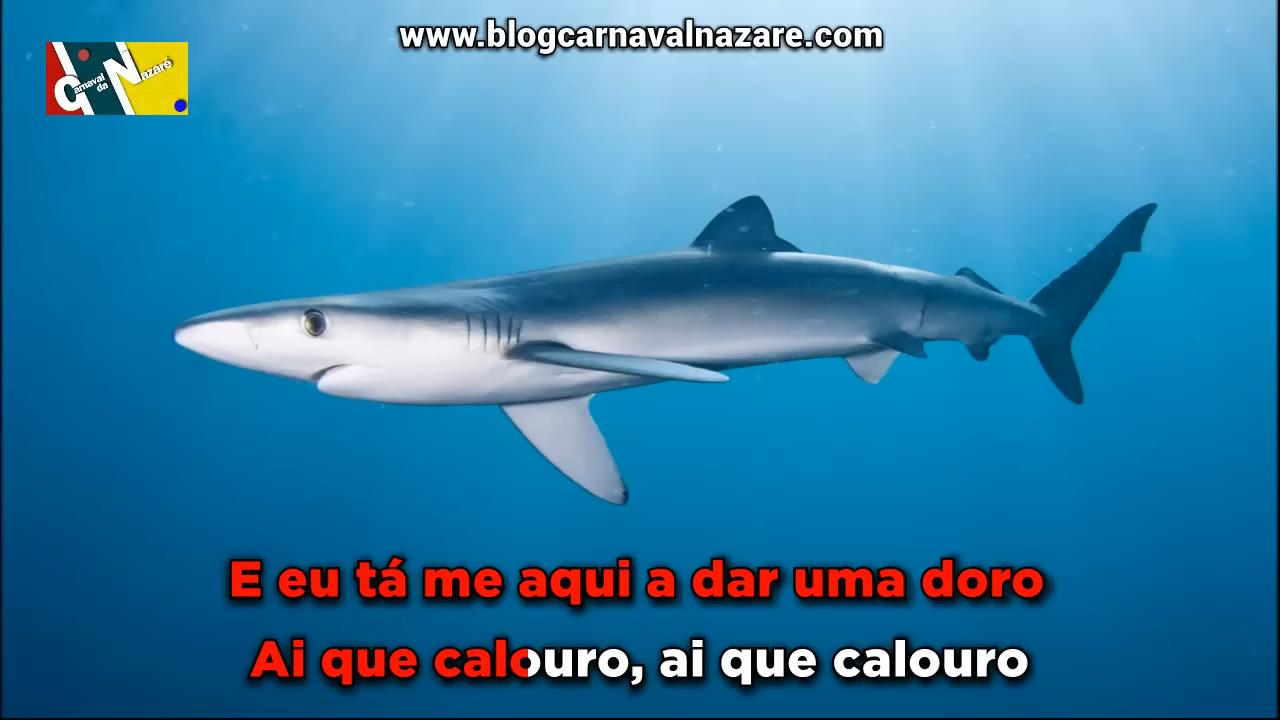 www.blogcarnavalnazare.com
Carnaval
da
Nazaré
E eu tá me aqui a dar uma doro
Ai que calouro, ai que calouro